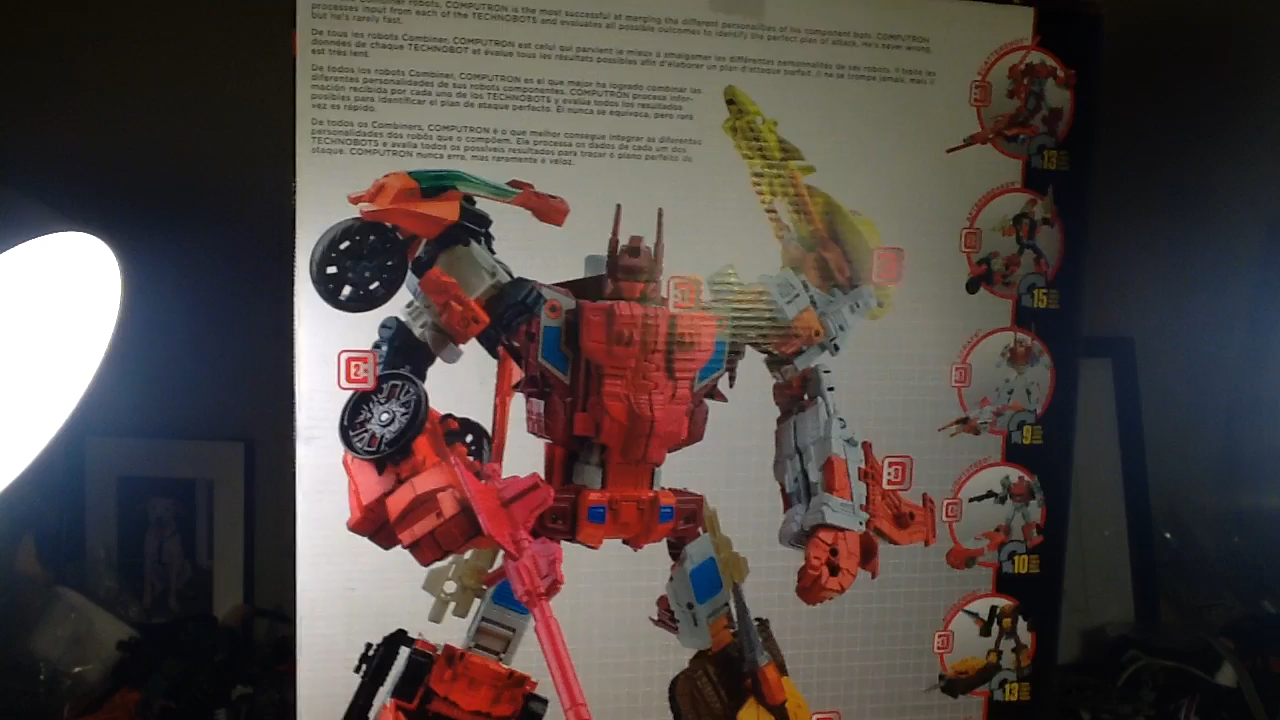 Combiner robots, COMPUTRON is the most successful at merging the different personalities of his component bots. COMPUTRON
processes input from each of the TECHNOBOTS and evaluates all possible outcomes to identify the perfect plan of attack. He's never wrong,
but he's rarely fast.
De tous les robots Combiner, COMPUTRON est celui qui parvient le mieux à amalgamer les différentes personnalités de ses robots. Il traite les
données de chaque TECHNOBOT et évalue tous les résultats possibles afin d'élaborer un plan d'attaque parfait. Il ne se trompe jamais, mais il
est très lent.
De todos los robots Combiner, COMPUTRON es el que mejor ha logrado combinar las
diferentes personalidades de sus robots componentes. COMPUTRON procesa infor-
mación recibida por cada uno de los TECHNOBOTS y evalúa todos los resultados
posibles para identificar el plan de ataque perfecto. Él nunca se equivoca, pero rara
vez es rápido.
De todos os Combiners, COMPUTRON é o que melhor consegue integrar as diferentes
personalidades dos robôs que o compõem. Ele processa os dados de cada um dos
TECHNOBOTS e avalia todos os possíveis resultados para traçar o plano perfeito de
ataque. COMPUTRON nunca erra, mas raramente é veloz.
13
15
2
9
10
13